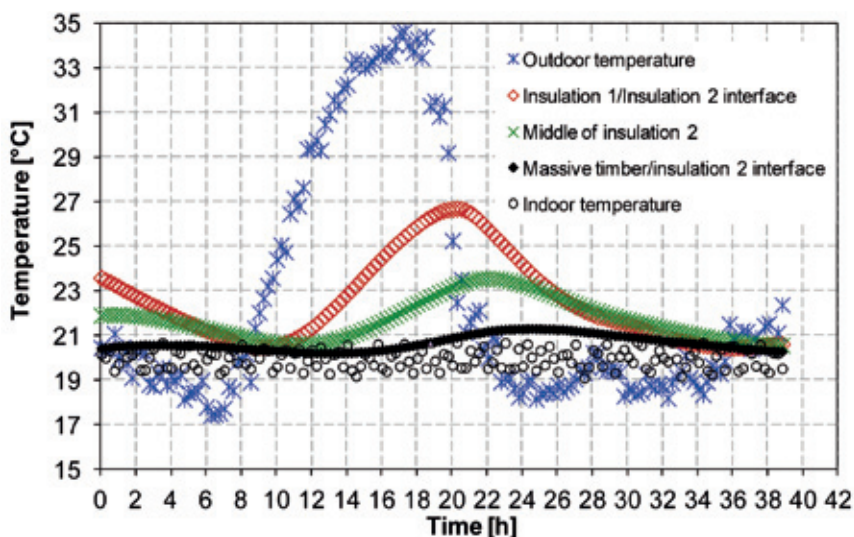 Temperature [°C]
35
33
31
29
27
25
23
21
19
17
15
Outdoor temperature
Insulation 1/Insulation 2 interface
Middle of insulation 2
Massive timber/insulation 2 interface
Indoor temperature
0 2 4 6 8 10 12 14 16 18 20 22 24 26 28 30 32 34 36 38 40 42
Time [h]